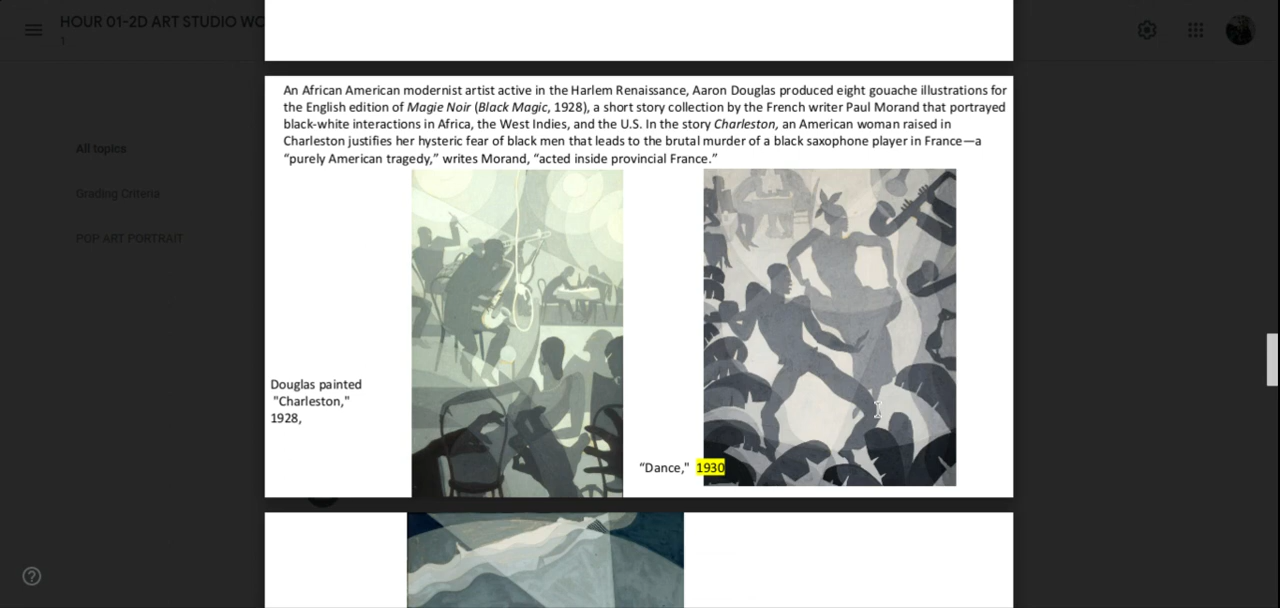 HOUR 01-2D ART STUDIO WO
1
All topics
Grading Criteria
POP ART PORTRAIT
An African American modernist artist active in the Harlem Renaissance, Aaron Douglas produced eight gouache illustrations for
the English edition of Magie Noir (Black Magic, 1928), a short story collection by the French writer Paul Morand that portrayed
black-white interactions in Africa, the West Indies, and the U.S. In the story Charleston, an American woman raised in
Charleston justifies her hysteric fear of black men that leads to the brutal murder of a black saxophone player in France—a
“purely American tragedy,” writes Morand, “acted inside provincial France.”
Douglas painted
"Charleston,"
1928,
“Dance," 1930